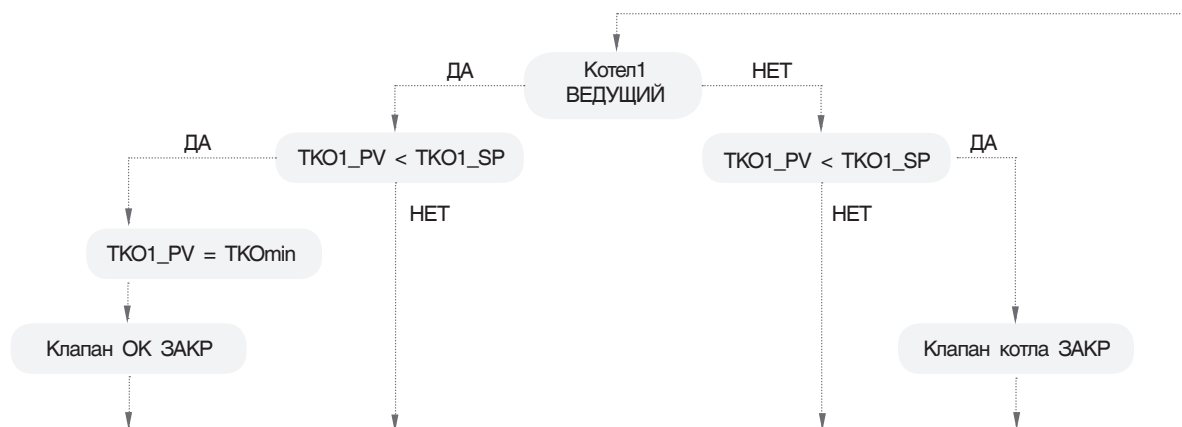 Котел1
ВЕДУЩИЙ
ДА
НЕТ
ДА
TKO1_PV < TKO1_SP
TKO1_PV < TKO1_SP
ДА
НЕТ
НЕТ
TKO1_PV = TKOmin
Клапан ОК ЗАКР
Клапан котла ЗАКР